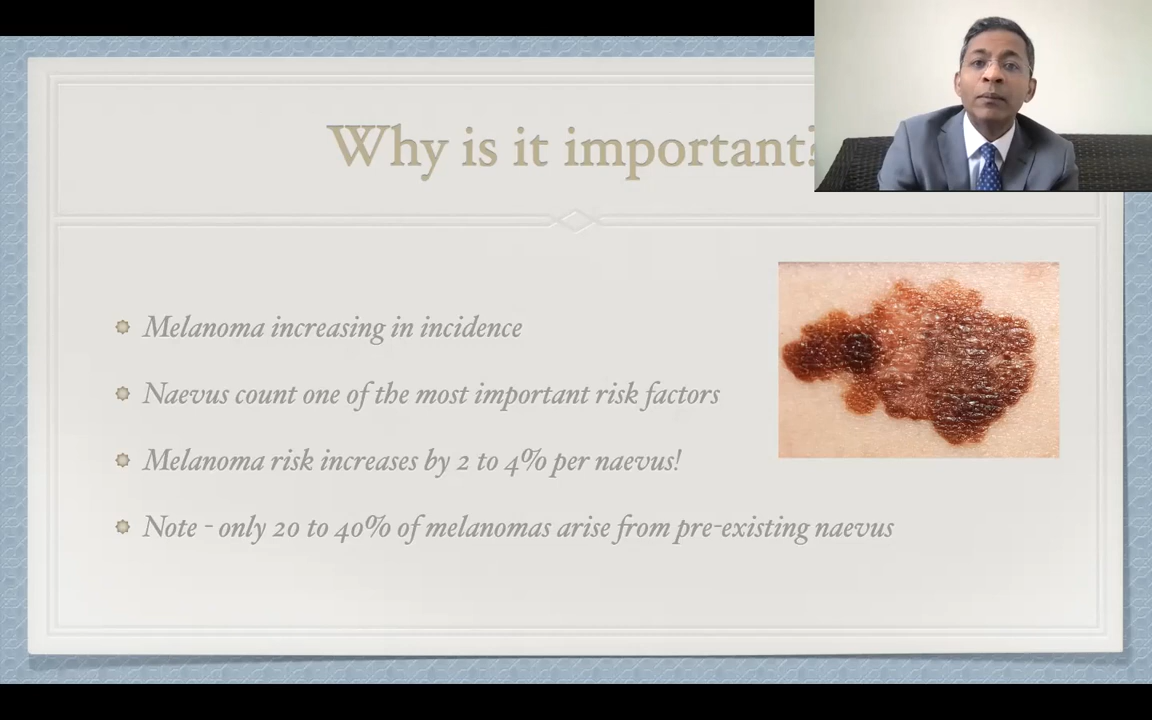 Why is it important?
Melanoma increasing in incidence
Naevus count one of the most important risk factors
Melanoma risk increases by 2 to 4% per naevus!
Note - only 20 to 40% of melanomas arise from pre-existing naevus